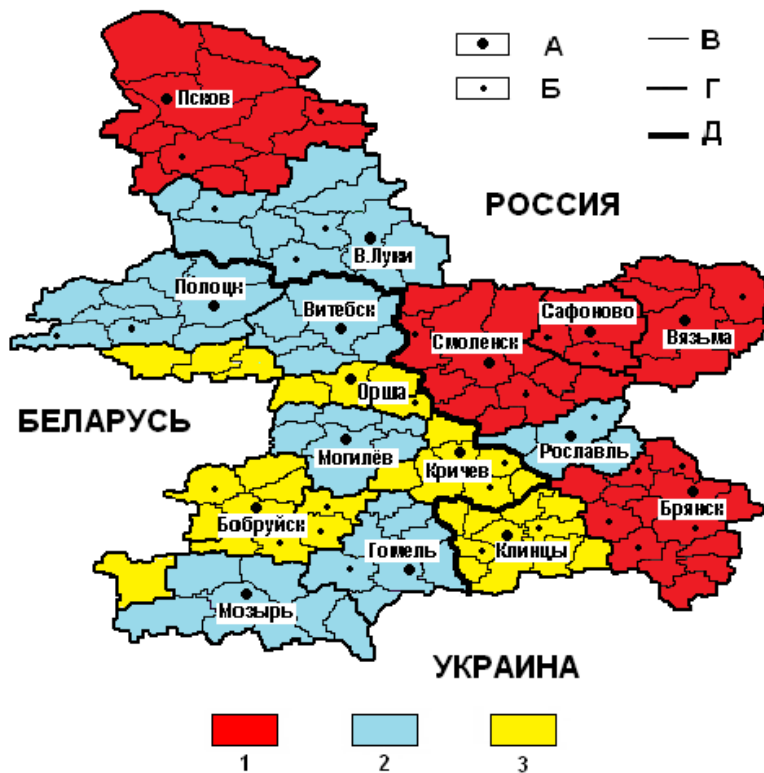 А
Б
В
Г
Д
Псков
РОССИЯ
В.Луки
Полоцк
Витебск
Сафоново
Смоленск
Вязьма
Орша
БЕЛАРУСЬ
Могилёв
Кричев
Рославль
Брянск
Бобруйск
Гомель
Клинцы
Мозырь
УКРАИНА
1
2
3